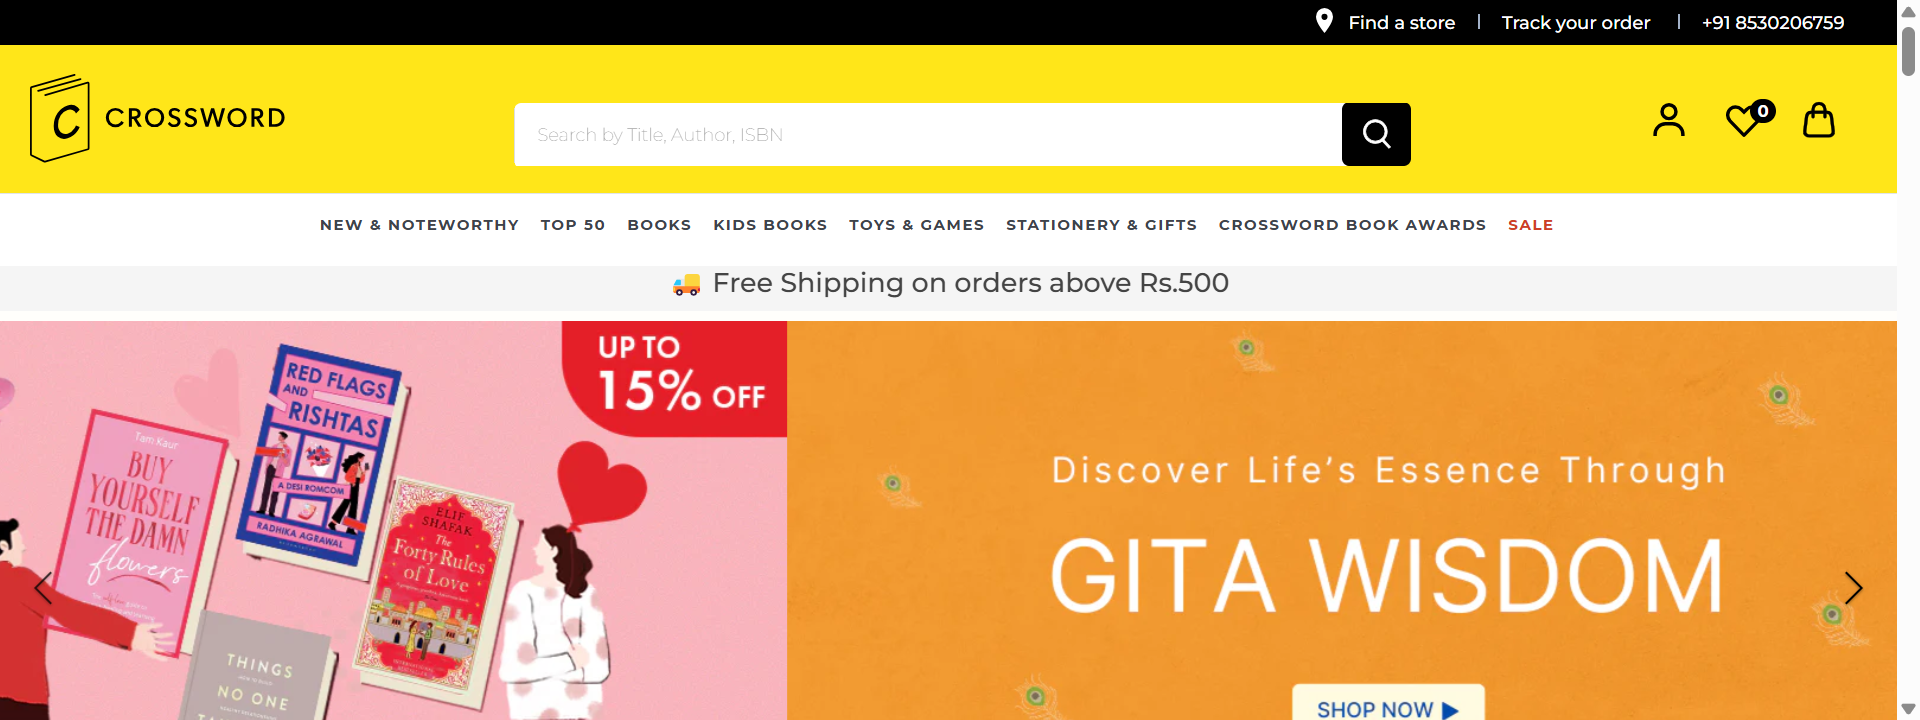 Find a store | Track your order | +91 8530206759
C CROSSWORD
Search by Title, Author, ISBN
0
NEW & NOTEWORTHY TOP 50 BOOKS KIDS BOOKS TOYS & GAMES STATIONERY & GIFTS CROSSWORD BOOK AWARDS SALE
Free Shipping on orders above Rs.500
UP TO
15% OFF
RED FLAGS
AND
RISHTAS
A DESI ROMCOM
RADHIKA AGRAWAL
Tam Kaur
BUY
YOURSELF
THE DAMN
flowers
ELIF
SHAFAK
The
Forty Rules
of Love
THINGS
NO ONE
Discover Life's Essence Through
GITA WISDOM
SHOP NOW ▶